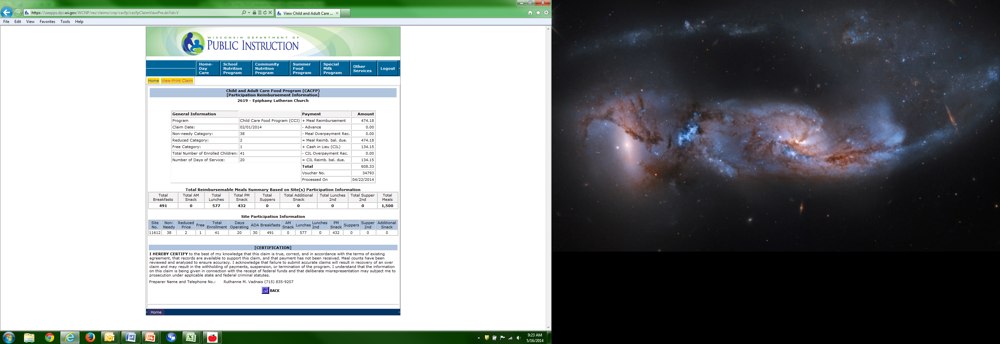 https://uaapps.dpi.wi.gov/WCNP/res/claims/cnp/cacfp/cacfpClaimViewPre.do?id=V
View Child and Adult Care ...
File Edit View Favorites Tools Help
WISCONSIN DEPARTMENT OF
PUBLIC INSTRUCTION
Home-Day Care School Nutrition Program Community Nutrition Program Summer Food Program Special Milk Program Other Services Logout
Home View-Print Claim
Child and Adult Care Food Program (CACFP)
[Participation Reimbursement Information]
2619 - Epiphany Lutheran Church
General Information Payment Amount
Program Child Care Food Program (CCI) + Meal Reimbursement 474.18
Claim Date: 02/01/2014 - Advance 0.00
Non-needy Category: 38 - Meal Overpayment Rec. 0.00
Reduced Category: 2 = Meal Reimb. bal. due. 474.18
Free Category: 1 + Cash in Lieu (CIL) 134.15
Total Number of Enrolled Children: 41 - CIL Overpayment Rec. 0.00
Number of Days of Service: 20 = CIL Reimb. bal. due. 134.15
Total 608.33
Voucher No. 34793
Processed On 04/22/2014
Total Reimbursemable Meals Summary Based on Site(s) Participation Information
Total Breakfasts Total AM Snack Total Lunches Total PM Snack Total Suppers Total Additional Snack Total Lunches 2nd Total Supper 2nd Total Meals
491 0 577 432 0 0 0 0 1,500
Site Participation Information
Site No. Non-Needy Reduced Price Free Total Enrollment Days Operating ADA Breakfasts AM Snack Lunches Lunches 2nd PM Snack Suppers Supper 2nd Additional Snack
11612 38 2 1 41 20 30 491 0 577 0 432 0 0 0
[CERTIFICATION]
I HEREBY CERTIFY to the best of my knowledge that this claim is true, correct, and in accordance with the terms of existing
agreement, that records are available to support this claim, and that payment has not been received. Meal counts have been
reviewed and analyzed to ensure accuracy. I acknowledge that failure to submit accurate claims will result in recovery of an over
claim and may result in the withholding of payments, suspension, or termination of the program. I understand that the information
on this claim is being given in connection with the receipt of federal funds and that deliberate misrepresentation may subject me to
prosecution under applicable state and federal criminal statutes.
Preparer Name and Telephone No.: Ruthanne M. Vadnais (715) 835-9207
BACK
Home
9:23 AM
5/16/2014